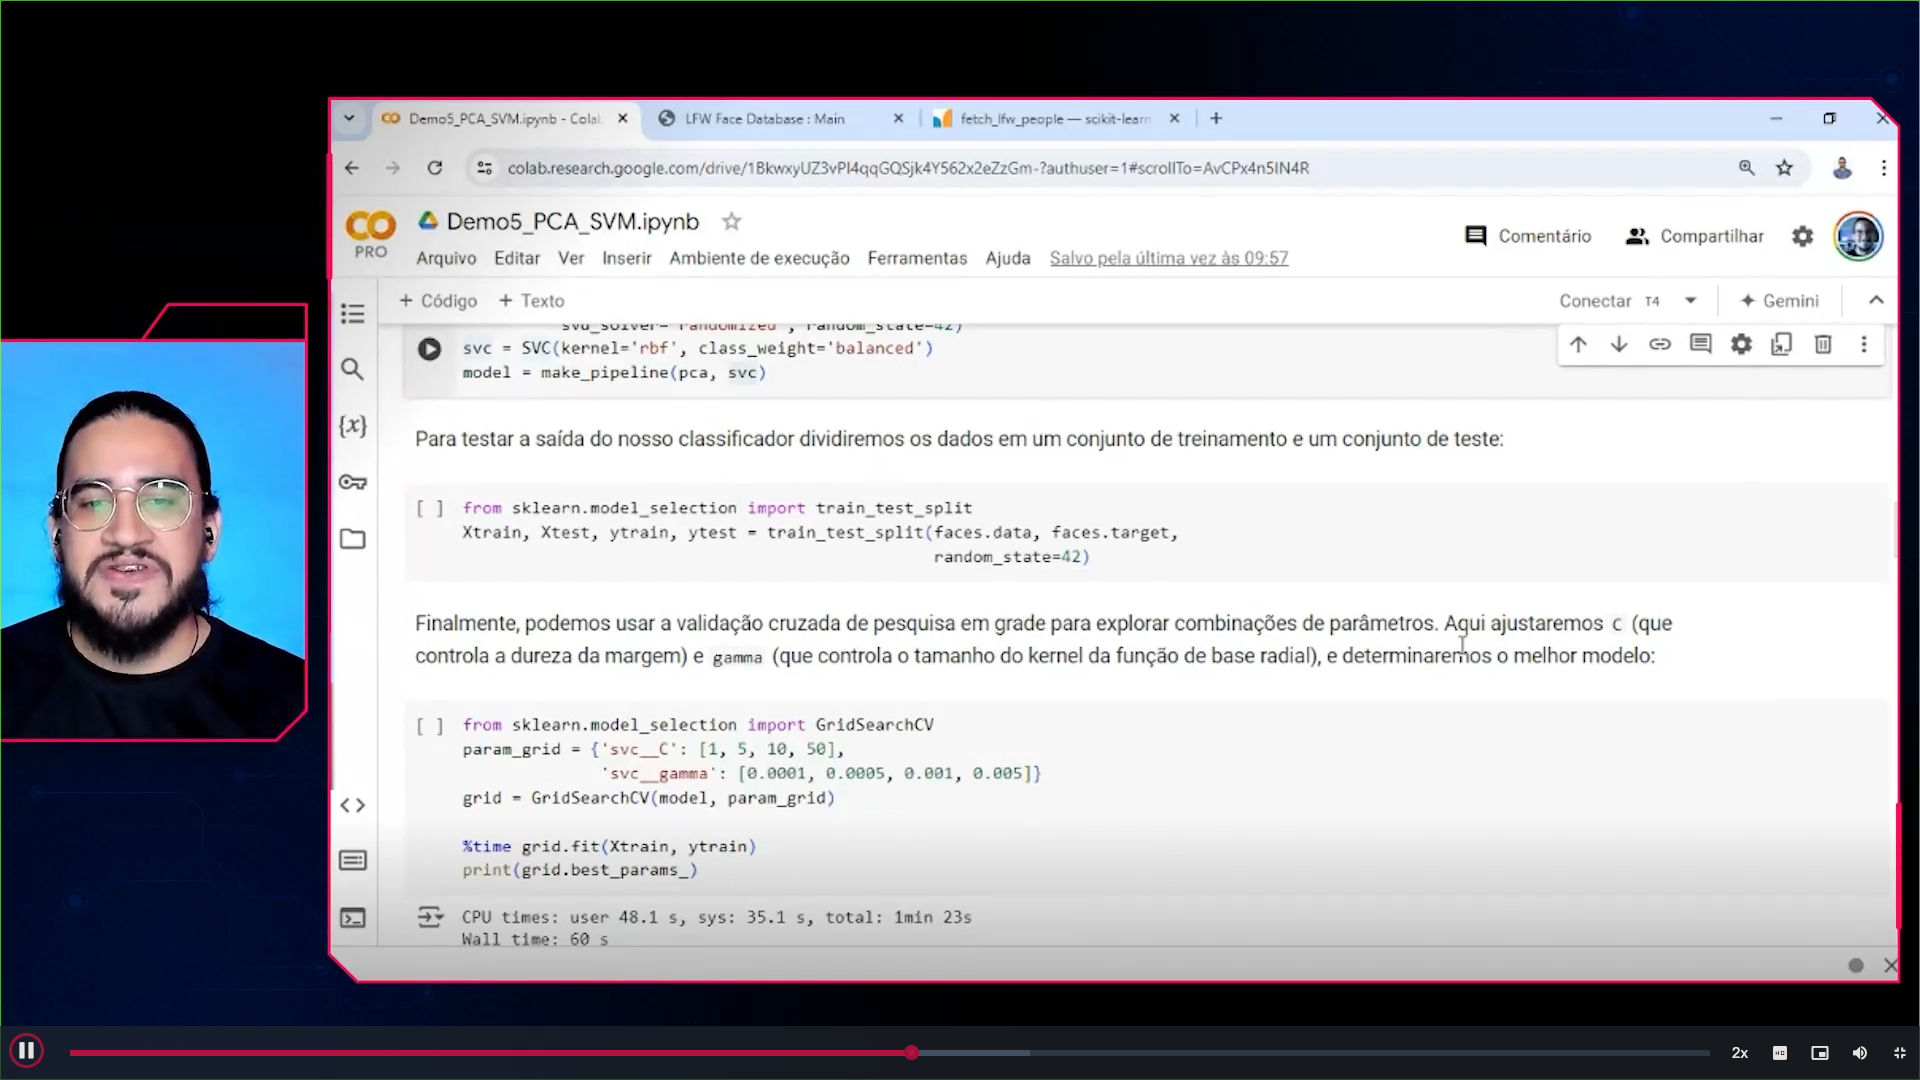 Demo5_PCA_SVM.ipynb - Cola
LFW Face Database : Main
fetch_lfw_people — scikit-learn
colab.research.google.com/drive/1BkwxyUZ3vPl4qqGQSjk4Y562x2eZzGm-?authuser=1#scrollTo=AvCPx4n5IN4R
CO
PRO
Demo5_PCA_SVM.ipynb
Arquivo Editar Ver Inserir Ambiente de execução Ferramentas Ajuda Salvo pela última vez às 09:57
Comentário Compartilhar
+ Código + Texto
Conectar T4 Gemini
svd_solver='randomized', random_state=42)
svc = SVC(kernel='rbf', class_weight='balanced')
model = make_pipeline(pca, svc)
Para testar a saída do nosso classificador dividiremos os dados em um conjunto de treinamento e um conjunto de teste:
[ ] from sklearn.model_selection import train_test_split
Xtrain, Xtest, ytrain, ytest = train_test_split(faces.data, faces.target,
random_state=42)
Finalmente, podemos usar a validação cruzada de pesquisa em grade para explorar combinações de parâmetros. Aqui ajustaremos C (que
controla a dureza da margem) e gamma (que controla o tamanho do kernel da função de base radial), e determinaremos o melhor modelo:
[ ] from sklearn.model_selection import GridSearchCV
param_grid = {'svc__C': [1, 5, 10, 50],
'svc__gamma': [0.0001, 0.0005, 0.001, 0.005]}
grid = GridSearchCV(model, param_grid)
%time grid.fit(Xtrain, ytrain)
print(grid.best_params_)
CPU times: user 48.1 s, sys: 35.1 s, total: 1min 23s
Wall time: 60 s
2x
HD